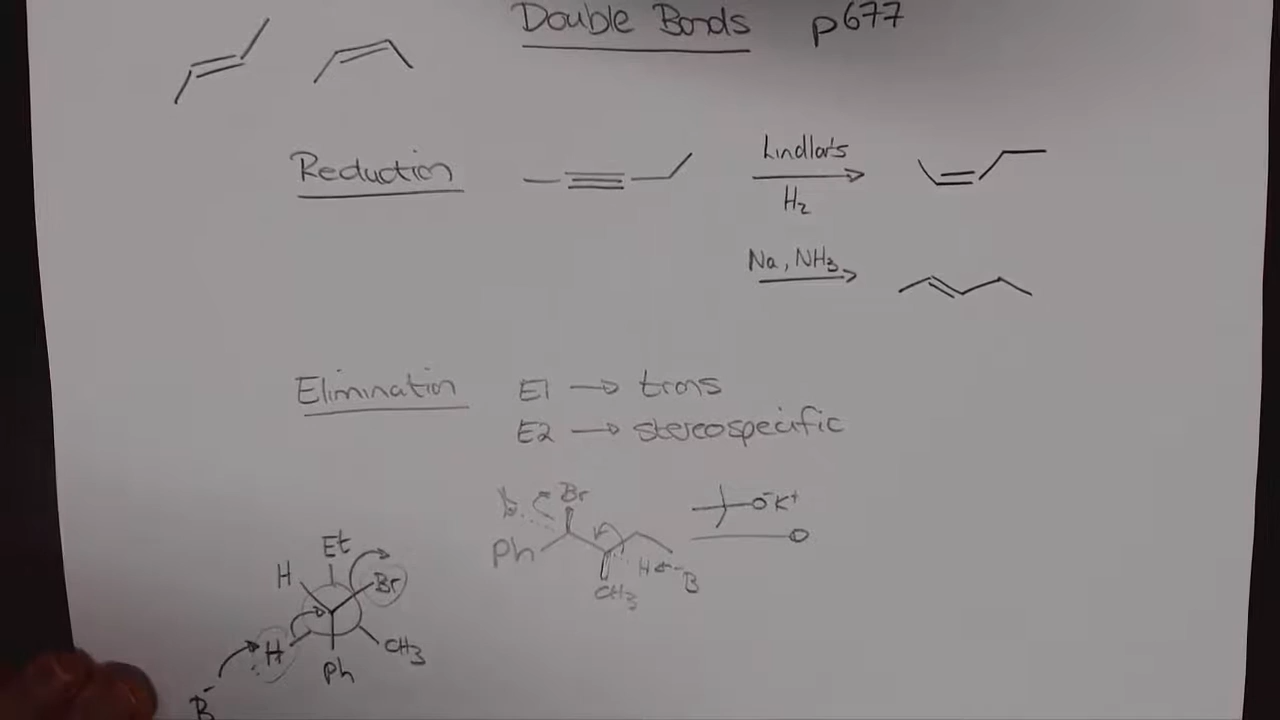 Double Bonds p677
Reduction
Lindlar's
H2
Na, NH3
Elimination E1 → trans
E2 → stereospecific
Br
O⁻K⁺
Ph
H B
CH3
Et
H Br
H CH3
Ph
B⁻